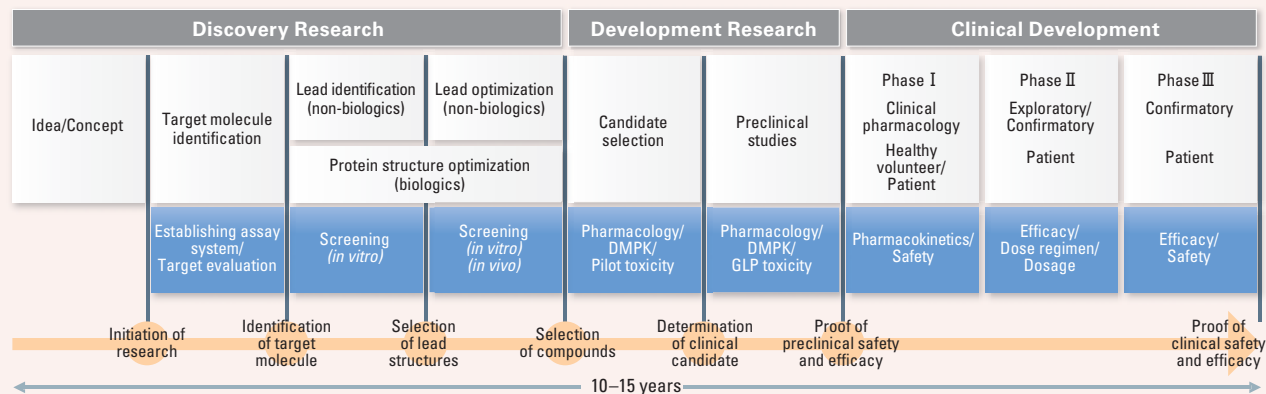 Discovery Research
Development Research
Clinical Development
Idea/Concept
Target molecule
identification
Lead identification
(non-biologics)
Lead optimization
(non-biologics)
Protein structure optimization
(biologics)
Candidate
selection
Preclinical
studies
Phase Ⅰ
Clinical
pharmacology
Healthy
volunteer/
Patient
Phase Ⅱ
Exploratory/
Confirmatory
Patient
Phase Ⅲ
Confirmatory
Patient
Establishing assay
system/
Target evaluation
Screening
(in vitro)
Screening
(in vitro)
(in vivo)
Pharmacology/
DMPK/
Pilot toxicity
Pharmacology/
DMPK/
GLP toxicity
Pharmacokinetics/
Safety
Efficacy/
Dose regimen/
Dosage
Efficacy/
Safety
Initiation of
research
Identification
of target
molecule
Selection
of lead
structures
Selection
of compounds
Determination
of clinical
candidate
Proof of
preclinical safety
and efficacy
Proof of
clinical safety
and efficacy
10–15 years